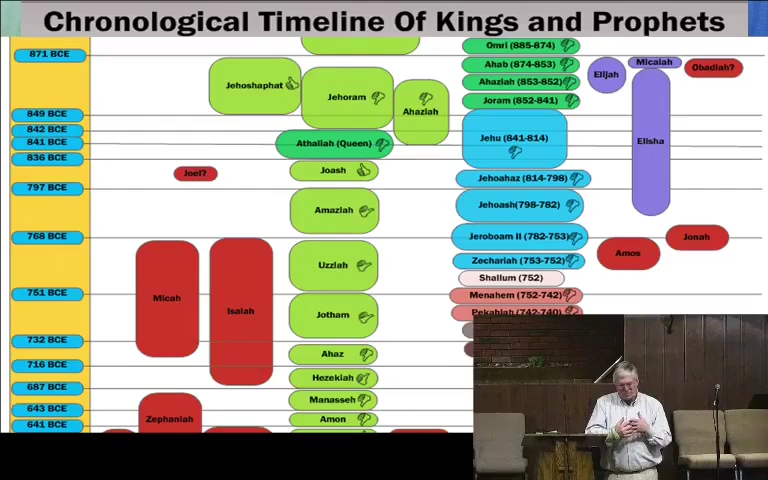 Chronological Timeline Of Kings and Prophets
871 BCE
849 BCE
842 BCE
841 BCE
836 BCE
797 BCE
768 BCE
751 BCE
732 BCE
716 BCE
687 BCE
643 BCE
641 BCE
Joel?
Micah
Isaiah
Zephaniah
Jehoshaphat
Jehoram
Ahaziah
Athaliah (Queen)
Joash
Amaziah
Uzziah
Jotham
Ahaz
Hezekiah
Manasseh
Amon
Omri (885-874)
Ahab (874-853)
Ahaziah (853-852)
Joram (852-841)
Jehu (841-814)
Jehoahaz (814-798)
Jehoash(798-782)
Jeroboam II (782-753)
Zechariah (753-752)
Shallum (752)
Menahem (752-742)
Pekahiah (742-740)
Elijah
Micaiah
Obadiah?
Elisha
Amos
Jonah